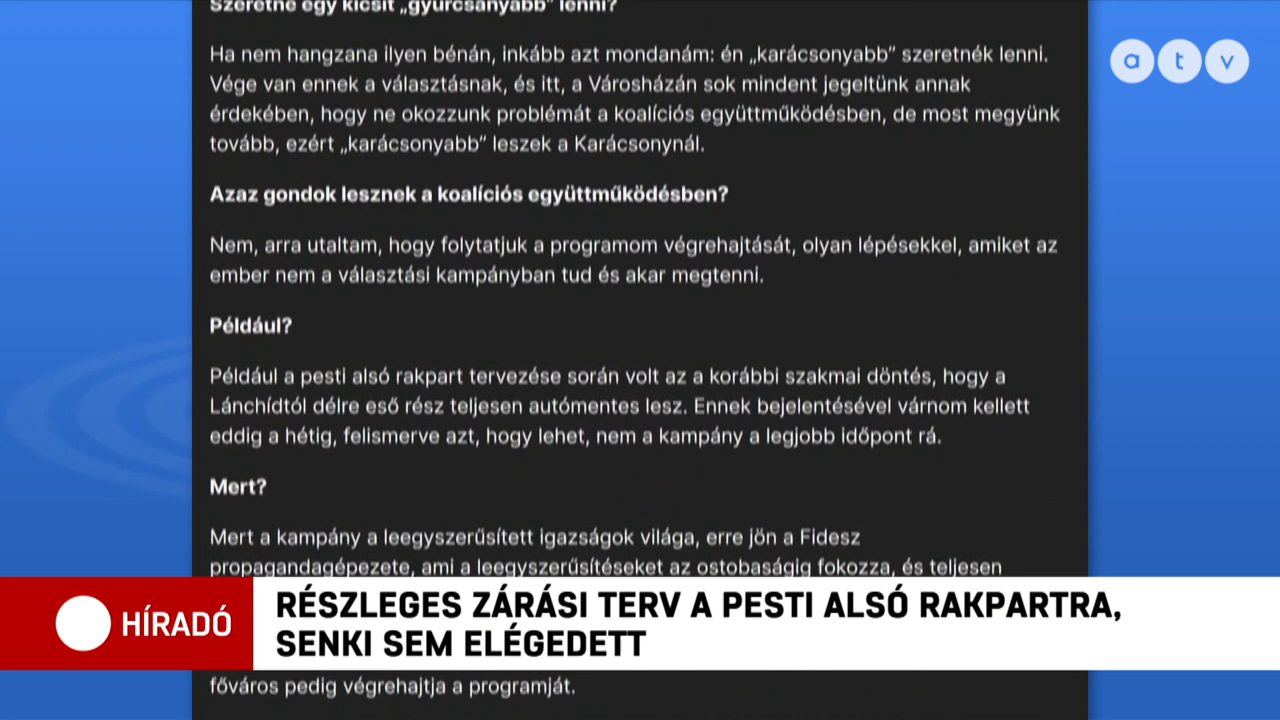 Szeretne egy kicsit „gyurcsányabb” lenni?
Ha nem hangzana ilyen bénán, inkább azt mondanám: én „karácsonyabb” szeretnék lenni.
Vége van ennek a választásnak, és itt, a Városházán sok mindent jegeltünk annak
érdekében, hogy ne okozzunk problémát a koalíciós együttműködésben, de most megyünk
tovább, ezért „karácsonyabb” leszek a Karácsonynál.
Azaz gondok lesznek a koalíciós együttműködésben?
Nem, arra utaltam, hogy folytatjuk a programom végrehajtását, olyan lépésekkel, amiket az
ember nem a választási kampányban tud és akar megtenni.
Például?
Például a pesti alsó rakpart tervezése során volt az a korábbi szakmai döntés, hogy a
Lánchídtól délre eső rész teljesen autómentes lesz. Ennek bejelentésével várnom kellett
eddig a hétig, felismerve azt, hogy lehet, nem a kampány a legjobb időpont rá.
Mert?
Mert a kampány a leegyszerűsített igazságok világa, erre jön a Fidesz
propagandagépezete, ami a leegyszerűsítéseket az ostobaságig fokozza, és teljesen
főváros pedig végrehajtja a programját.
atv
HÍRADÓ
RÉSZLEGES ZÁRÁSI TERV A PESTI ALSÓ RAKPARTRA,
SENKI SEM ELÉGEDETT